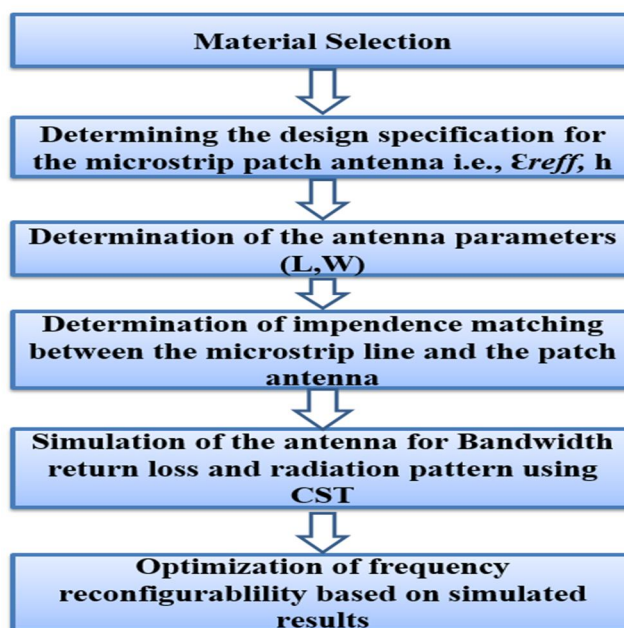 Material Selection
Determining the design specification for
the microstrip patch antenna i.e., Ɛreff, h
Determination of the antenna parameters
(L,W)
Determination of impendence matching
between the microstrip line and the patch
antenna
Simulation of the antenna for Bandwidth
return loss and radiation pattern using
CST
Optimization of frequency
reconfigurablility based on simulated
results